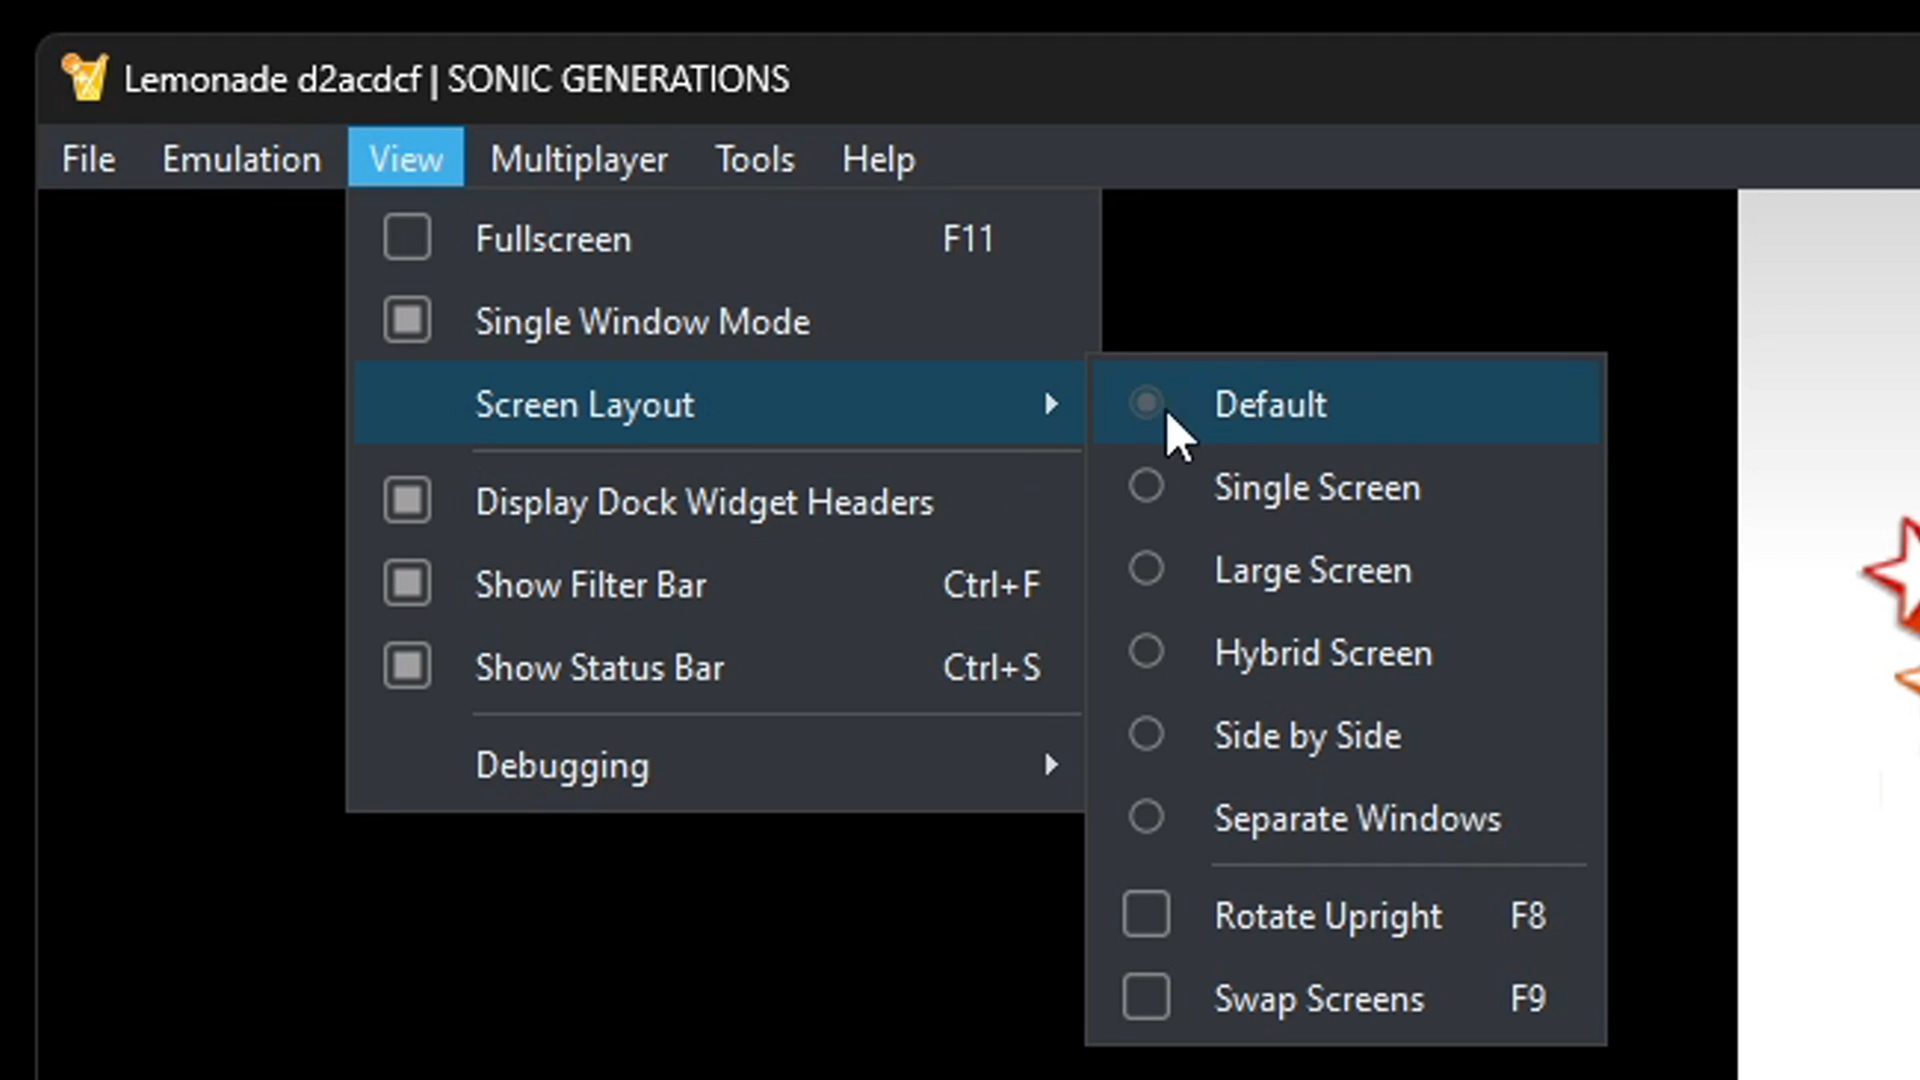 Lemonade d2acdcf | SONIC GENERATIONS
File Emulation View Multiplayer Tools Help
Fullscreen F11
Single Window Mode
Screen Layout
Display Dock Widget Headers
Show Filter Bar Ctrl+F
Show Status Bar Ctrl+S
Debugging
Default
Single Screen
Large Screen
Hybrid Screen
Side by Side
Separate Windows
Rotate Upright F8
Swap Screens F9